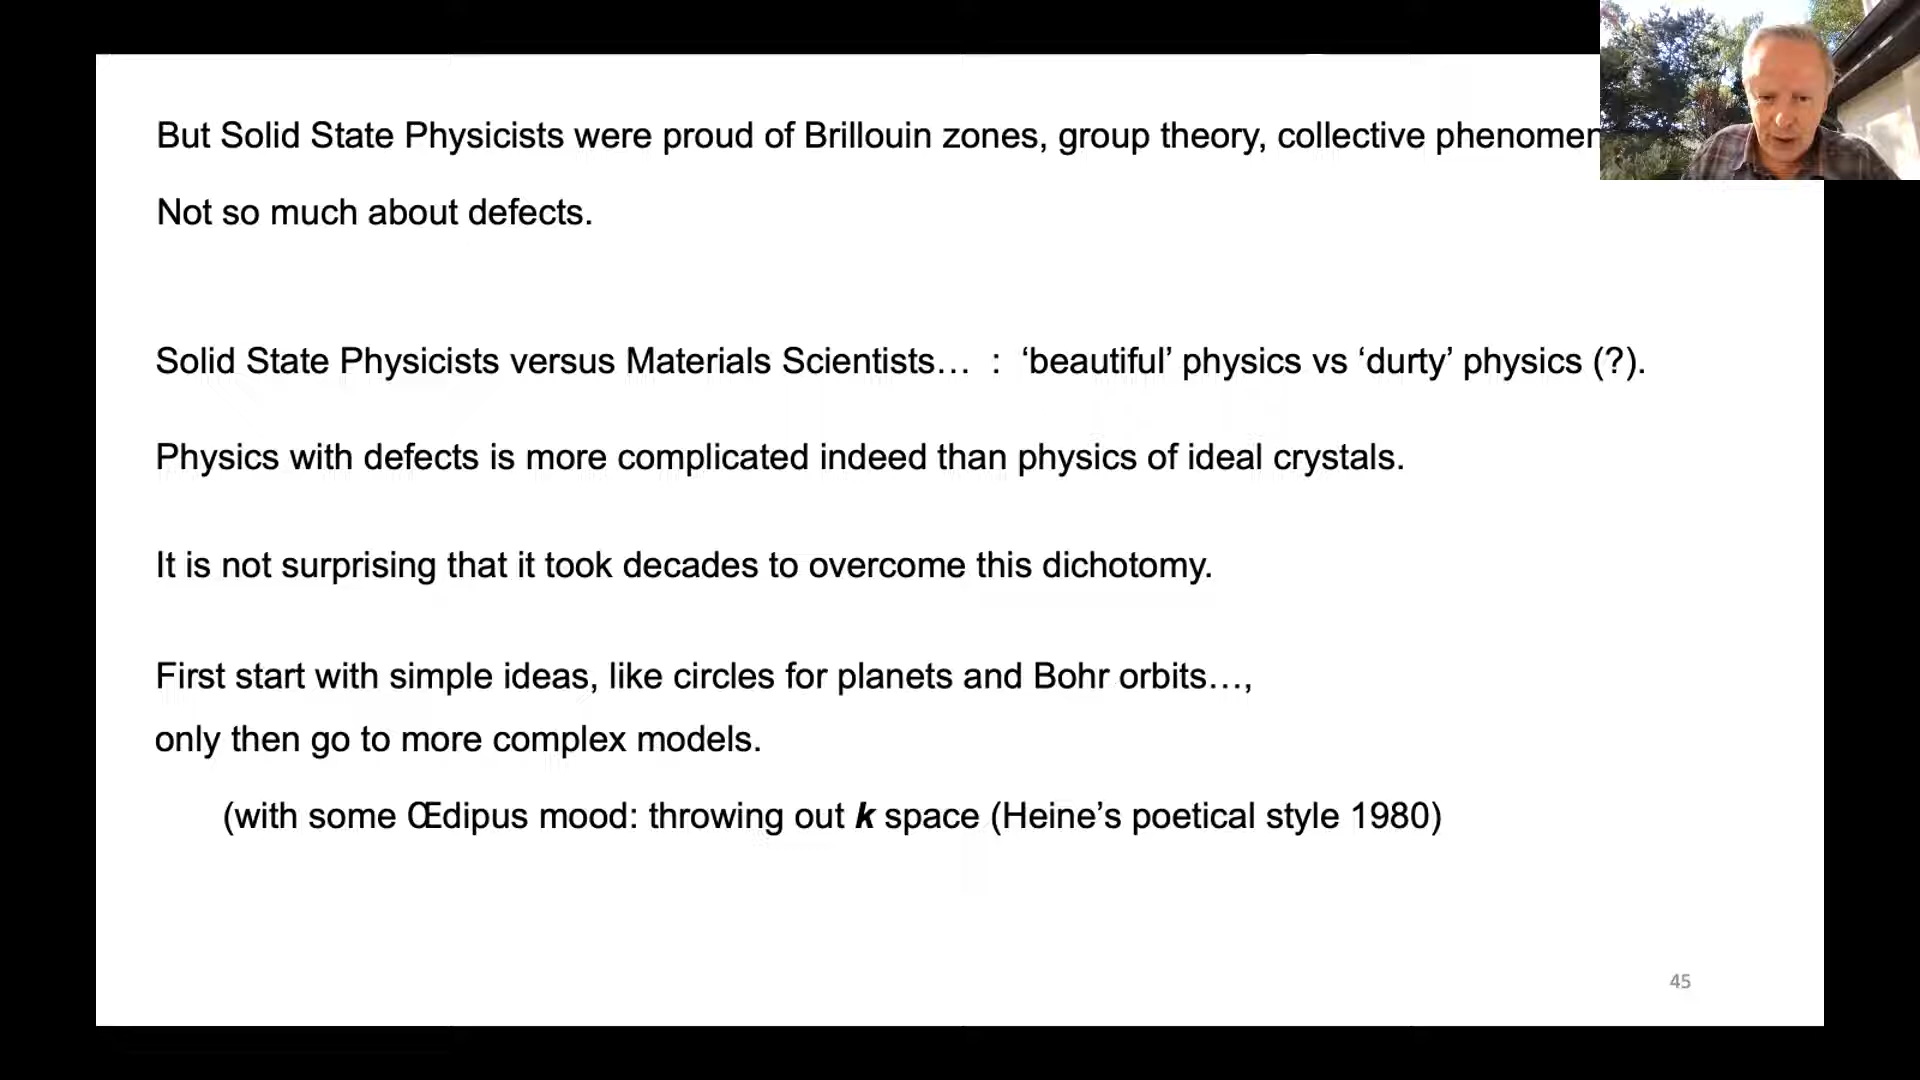 But Solid State Physicists were proud of Brillouin zones, group theory, collective phenomen
Not so much about defects.
Solid State Physicists versus Materials Scientists… : ‘beautiful’ physics vs ‘durty’ physics (?).
Physics with defects is more complicated indeed than physics of ideal crystals.
It is not surprising that it took decades to overcome this dichotomy.
First start with simple ideas, like circles for planets and Bohr orbits…,
only then go to more complex models.
(with some Œdipus mood: throwing out k space (Heine’s poetical style 1980)
45